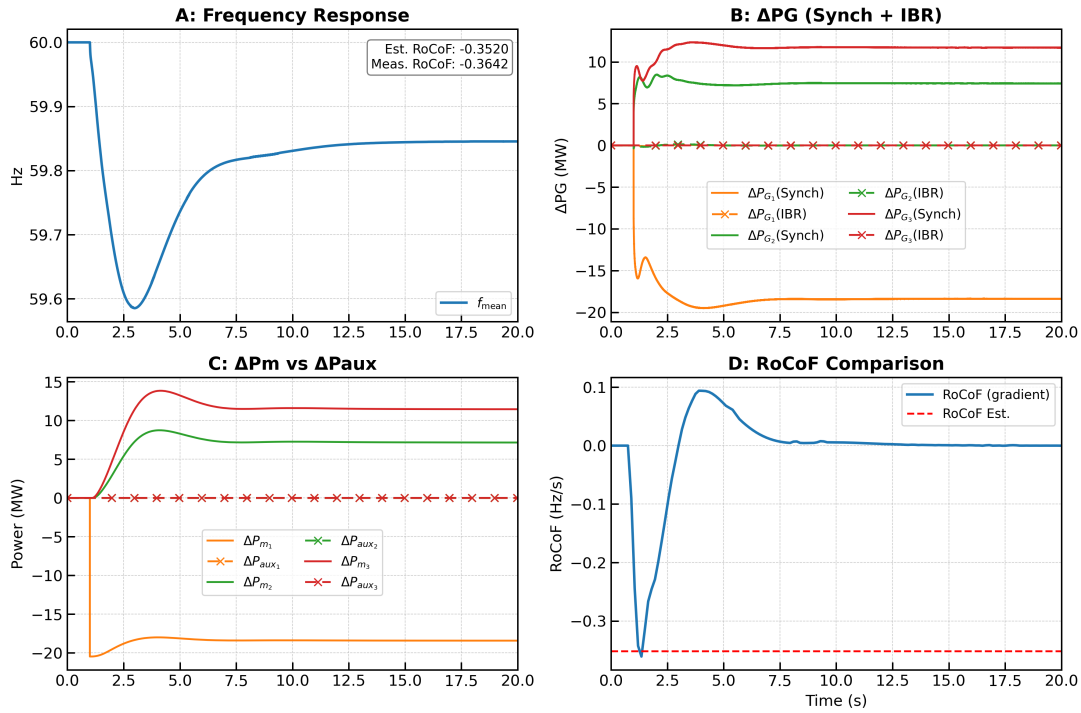 A: Frequency Response
60.0
59.9
59.8
59.7
59.6
Hz
Est. RoCoF: -0.3520
Meas. RoCoF: -0.3642
f_mean
0.0 2.5 5.0 7.5 10.0 12.5 15.0 17.5 20.0
B: ΔPG (Synch + IBR)
10
5
0
−5
−10
−15
−20
ΔPG (MW)
ΔP_G₁(Synch) ΔP_G₂(IBR)
ΔP_G₁(IBR) ΔP_G₃(Synch)
ΔP_G₂(Synch) ΔP_G₃(IBR)
0.0 2.5 5.0 7.5 10.0 12.5 15.0 17.5 20.0
C: ΔPm vs ΔPaux
15
10
5
0
−5
−10
−15
−20
Power (MW)
ΔP_m₁ ΔP_aux₂
ΔP_aux₁ ΔP_m₃
ΔP_m₂ ΔP_aux₃
0.0 2.5 5.0 7.5 10.0 12.5 15.0 17.5 20.0
D: RoCoF Comparison
0.1
0.0
−0.1
−0.2
−0.3
RoCoF (Hz/s)
RoCoF (gradient)
RoCoF Est.
0.0 2.5 5.0 7.5 10.0 12.5 15.0 17.5 20.0
Time (s)